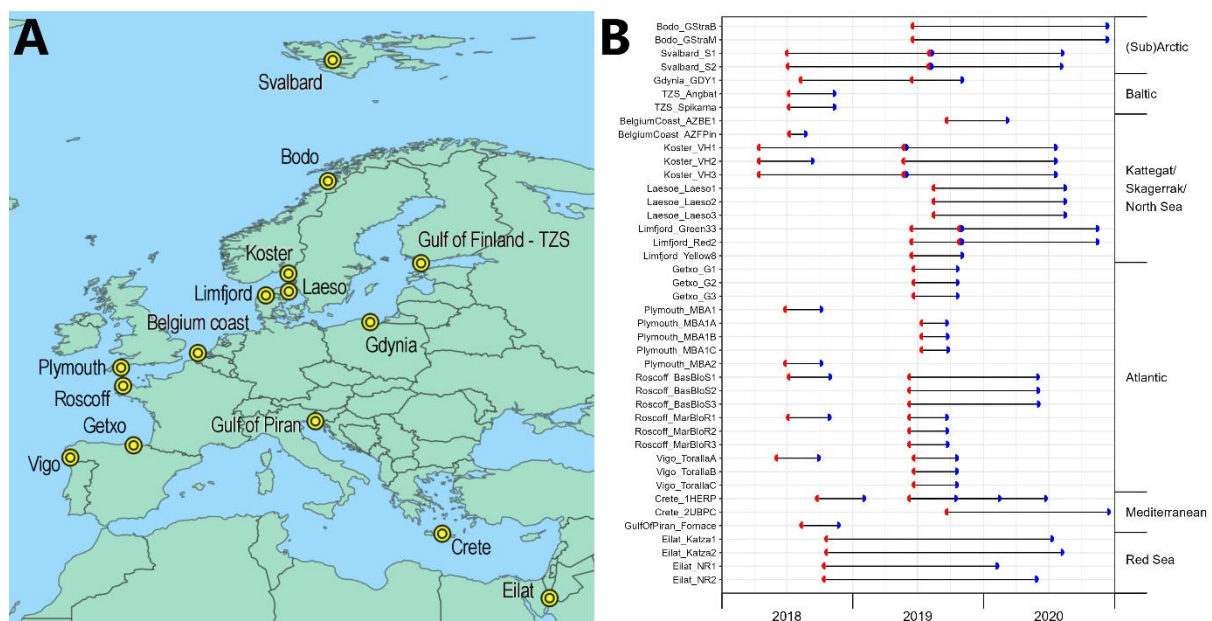 A
Svalbard
Bodo
Gulf of Finland - TZS
Koster
Laeso
Limfjord
Belgium coast
Gdynia
Plymouth
Roscoff
Getxo
Gulf of Piran
Vigo
Crete
Eilat
B
Bodo_GStraB
Bodo_GStraM
Svalbard_S1
Svalbard_S2
(Sub)Arctic
Gdynia_GDY1
TZS_Angbat
TZS_Spikarna
Baltic
BelgiumCoast_AZBE1
BelgiumCoast_AZFPin
Koster_VH1
Koster_VH2
Koster_VH3
Laesoe_Laeso1
Laesoe_Laeso2
Laesoe_Laeso3
Limfjord_Green33
Limfjord_Red2
Limfjord_Yellow8
Kattegat/
Skagerrak/
North Sea
Getxo_G1
Getxo_G2
Getxo_G3
Plymouth_MBA1
Plymouth_MBA1A
Plymouth_MBA1B
Plymouth_MBA1C
Plymouth_MBA2
Roscoff_BasBloS1
Roscoff_BasBloS2
Roscoff_BasBloS3
Roscoff_MarBloR1
Roscoff_MarBloR2
Roscoff_MarBloR3
Vigo_TorallaA
Vigo_TorallaB
Vigo_TorallaC
Atlantic
Crete_1HERP
Crete_2UBPC
GulfOfPiran_Fornace
Mediterranean
Eilat_Katza1
Eilat_Katza2
Eilat_NR1
Eilat_NR2
Red Sea
2018
2019
2020